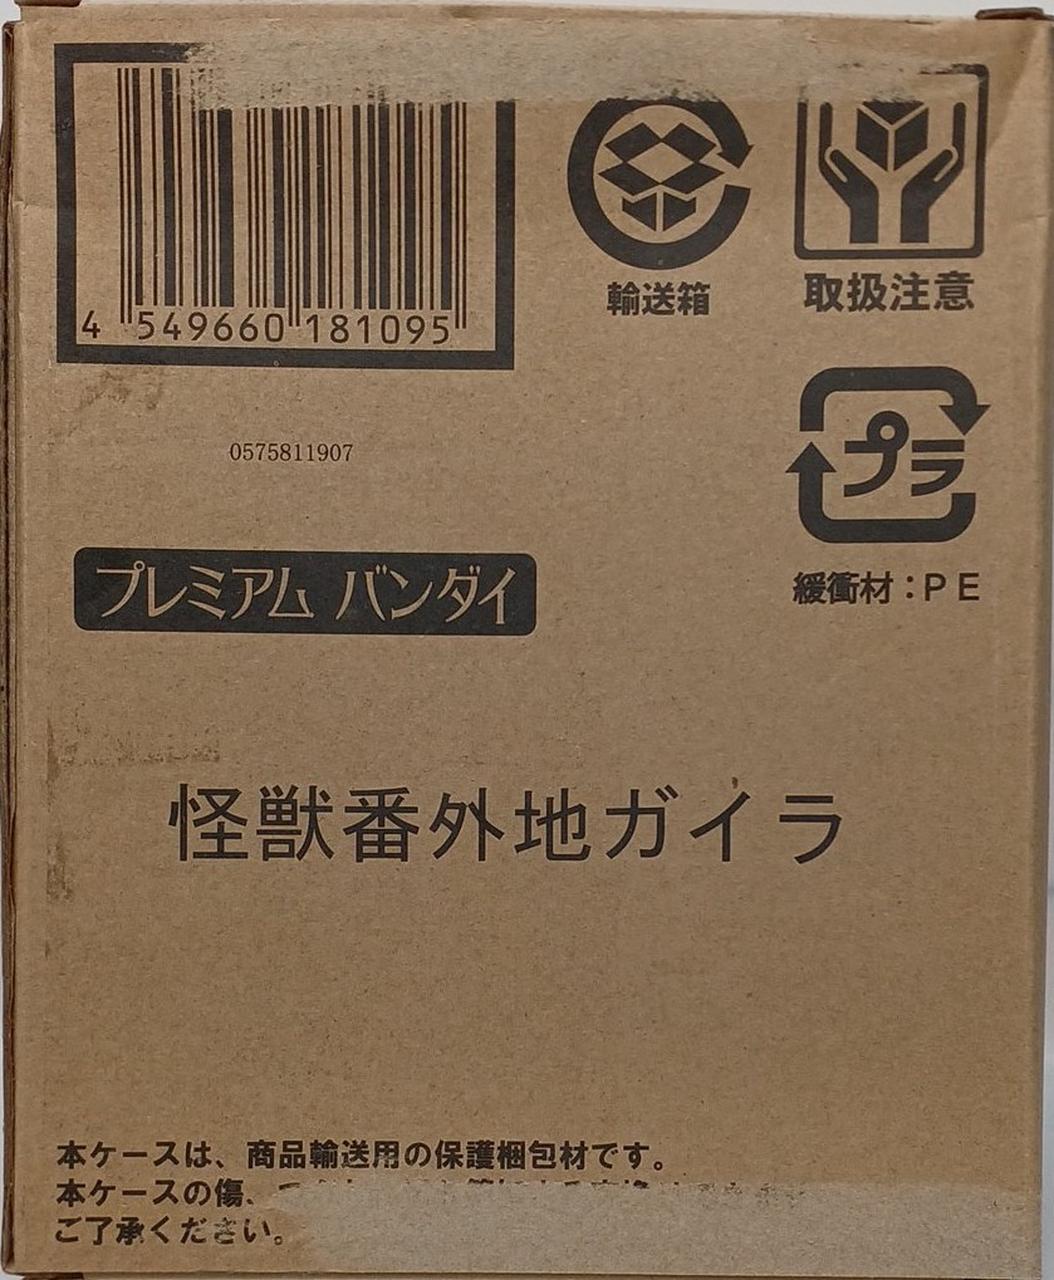 4 549660 181095
輸送箱
取扱注意
0575811907
プラ
緩衝材：PE
プレミアム バンダイ
怪獣番外地ガイラ
本ケースは、商品輸送用の保護梱包材です。
本ケースの傷、
ご了承ください。